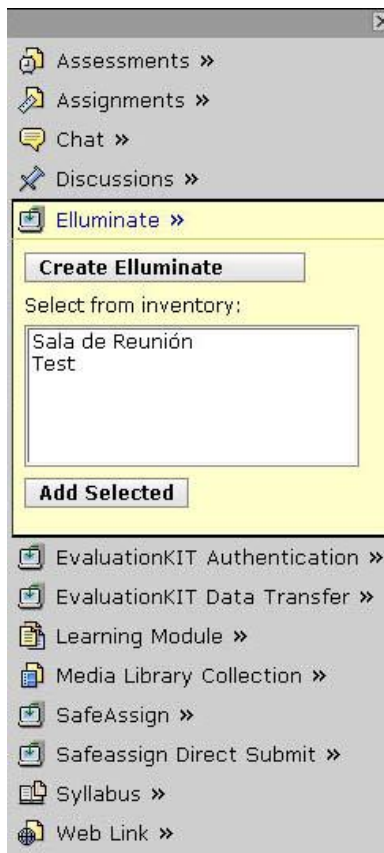 Assessments »
Assignments »
Chat »
Discussions »
Elluminate »
Create Elluminate
Select from inventory:
Sala de Reunión
Test
Add Selected
EvaluationKIT Authentication »
EvaluationKIT Data Transfer »
Learning Module »
Media Library Collection »
SafeAssign »
Safeassign Direct Submit »
Syllabus »
Web Link »